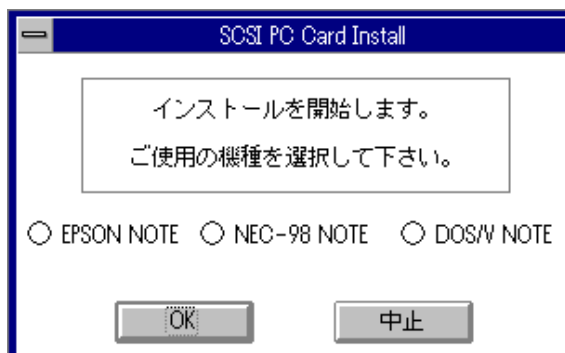 SCSI PC Card Install
インストールを開始します。
ご使用の機種を選択して下さい。
EPSON NOTE NEC-98 NOTE DOS/V NOTE
OK 中止